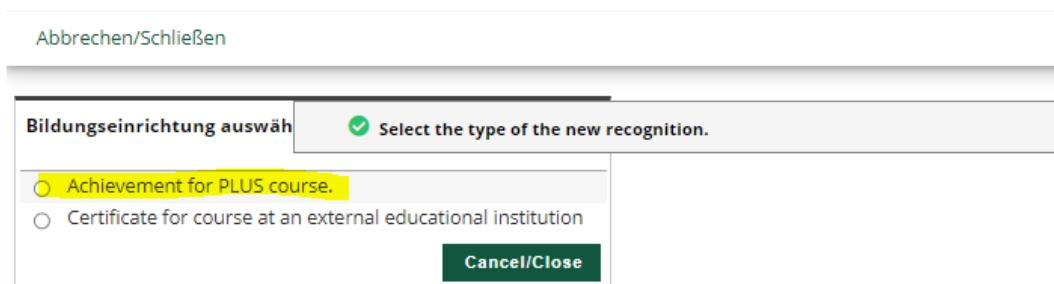 Abbrechen/Schließen
Bildungseinrichtung auswäh
Select the type of the new recognition.
Achievement for PLUS course.
Certificate for course at an external educational institution
Cancel/Close